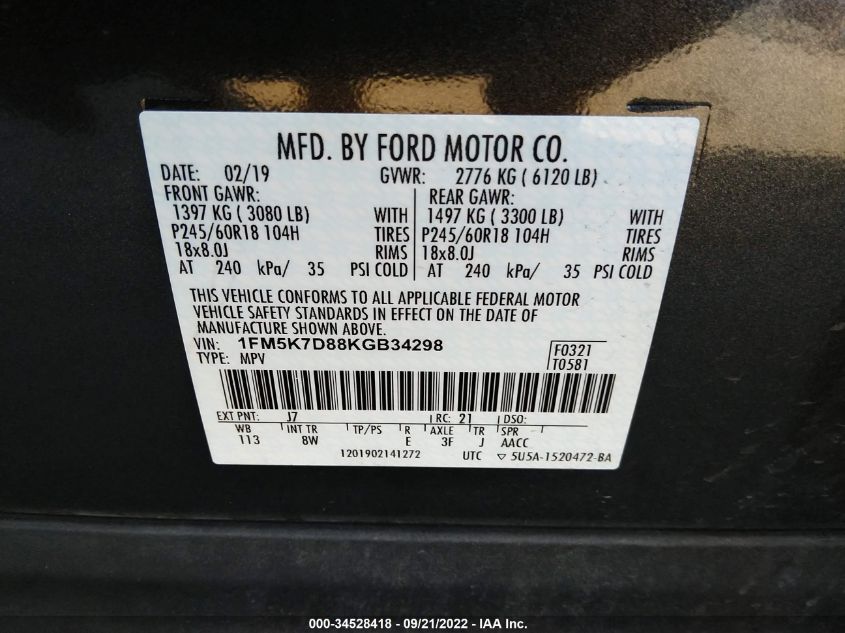 MFD. BY FORD MOTOR CO.
DATE: 02/19 GVWR: 2776 KG ( 6120 LB)
FRONT GAWR: REAR GAWR:
1397 KG ( 3080 LB) WITH 1497 KG ( 3300 LB) WITH
P245/60R18 104H TIRES P245/60R18 104H TIRES
18x8.0J RIMS 18x8.0J RIMS
AT 240 kPa/ 35 PSI COLD AT 240 kPa/ 35 PSI COLD
THIS VEHICLE CONFORMS TO ALL APPLICABLE FEDERAL MOTOR
VEHICLE SAFETY STANDARDS IN EFFECT ON THE DATE OF
MANUFACTURE SHOWN ABOVE.
VIN: 1FM5K7D88KGB34298 F0321
TYPE: MPV T0581
EXT PNT: J7 RC: 21 DSO:
WB INT TR TP/PS R AXLE TR SPR
113 8W E 3F J AACC
1201902141272 UTC ▽ 5U5A-1520472-BA
000-34528418 - 09/21/2022 - IAA Inc.